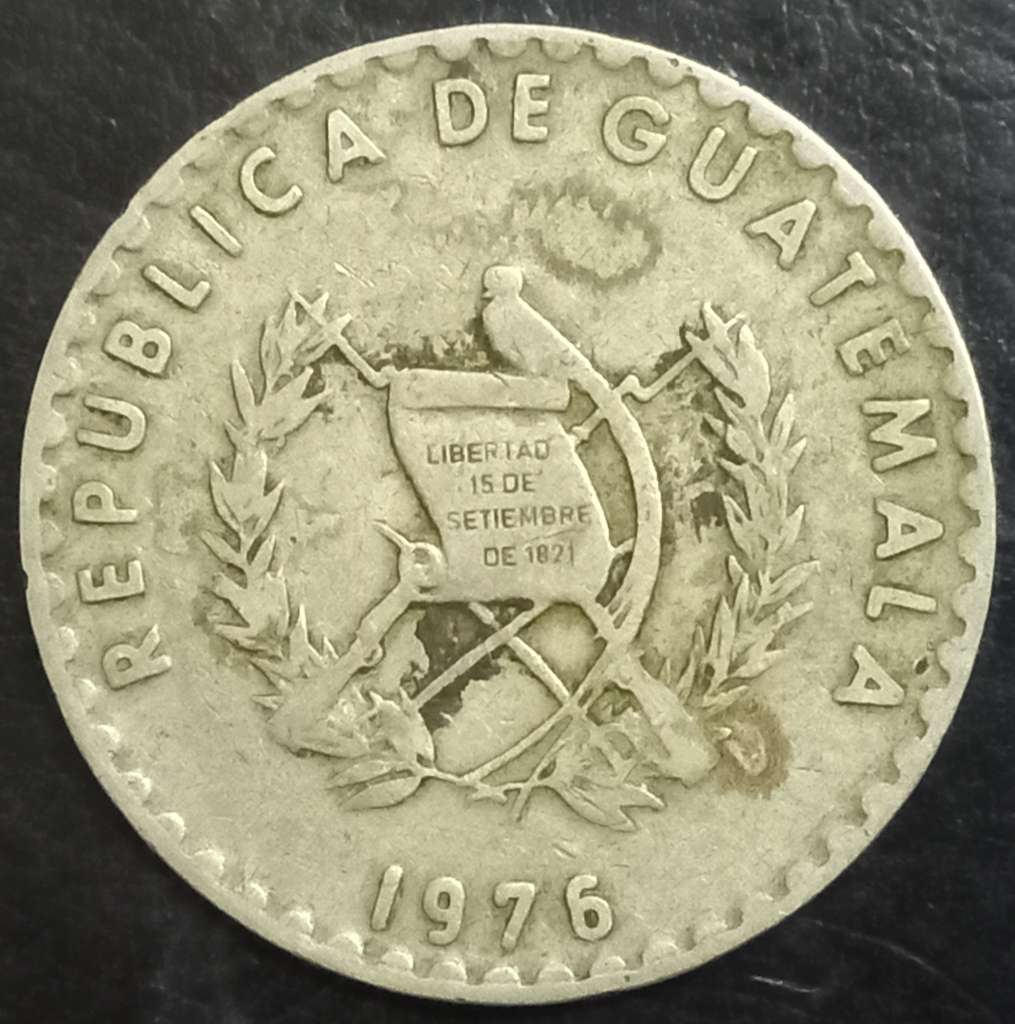 REPUBLICA DE GUATEMALA
LIBERTAD
15 DE
SETIEMBRE
DE 1821
1976